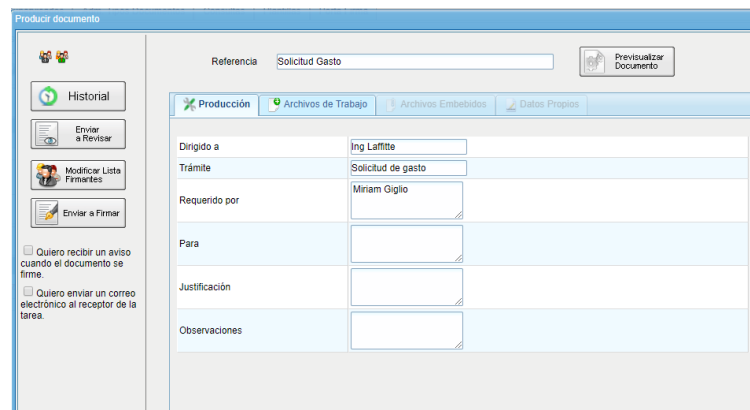 Producir documento
Referencia
Solicitud Gasto
Previsualizar
Documento
Historial
Enviar
a Revisar
Modificar Lista
Firmantes
Enviar a Firmar
Quiero recibir un aviso
cuando el documento se
firme.
Quiero enviar un correo
electrónico al receptor de la
tarea.
Producción
Archivos de Trabajo
Archivos Embebidos
Datos Propios
Dirigido a
Ing Laffitte
Trámite
Solicitud de gasto
Requerido por
Miriam Giglio
Para
Justificación
Observaciones